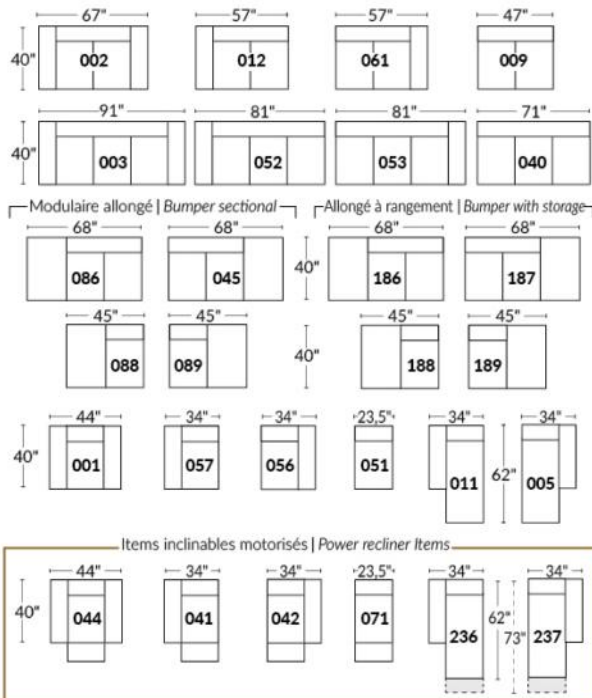 67" 57" 57" 47"
40" 002 012 061 009
91" 81" 81" 71"
40" 003 052 053 040
Modulaire allongé | Bumper sectional Allongé à rangement | Bumper with storage
68" 68" 68" 68"
086 045 40" 186 187
45" 45" 45" 45"
088 089 40" 188 189
44" 34" 34" 23,5" 34" 34"
40" 001 057 056 051 011 62" 005
Items inclinables motorisés | Power recliner Items
44" 34" 34" 23,5" 34" 34"
40" 044 041 042 071 236 62" 73" 237